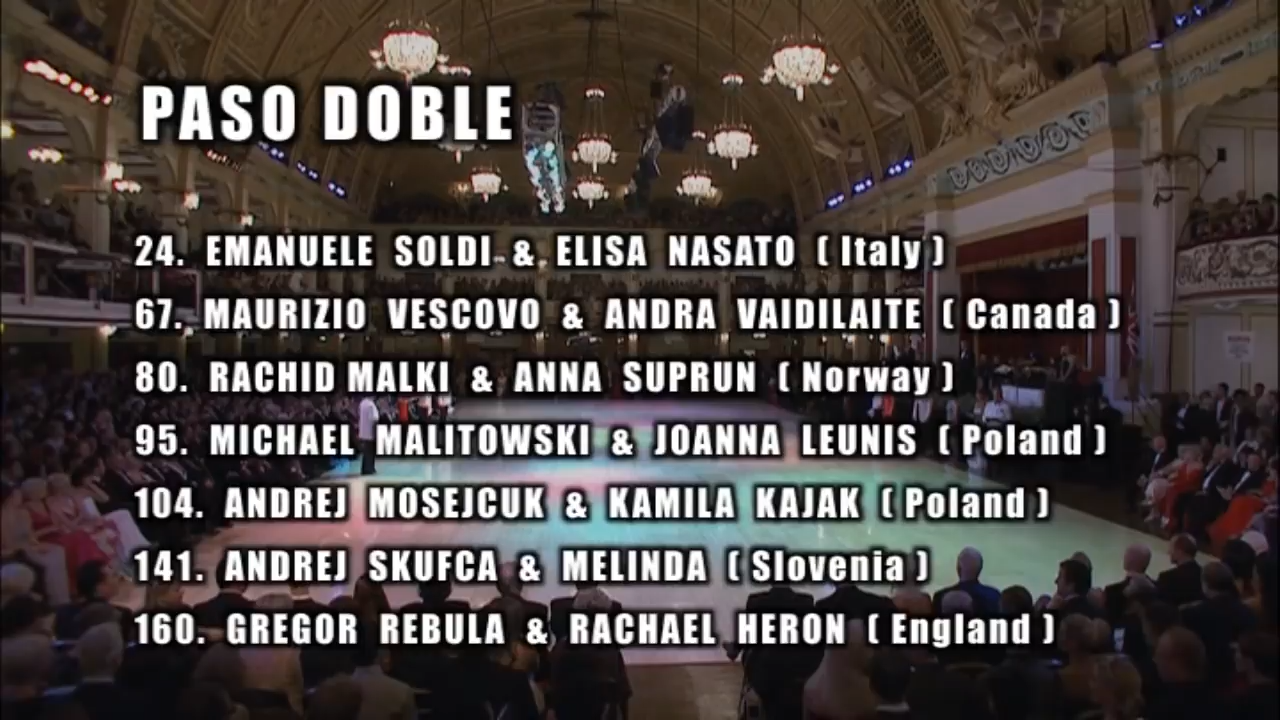 PASO DOBLE
24. EMANUELE SOLDI & ELISA NASATO ( Italy )
67. MAURIZIO VESCOVO & ANDRA VAIDILAITE ( Canada )
80. RACHID MALKI & ANNA SUPRUN ( Norway )
95. MICHAEL MALITOWSKI & JOANNA LEUNIS ( Poland )
104. ANDREJ MOSEJCUK & KAMILA KAJAK ( Poland )
141. ANDREJ SKUFCA & MELINDA ( Slovenia )
160. GREGOR REBULA & RACHAEL HERON ( England )